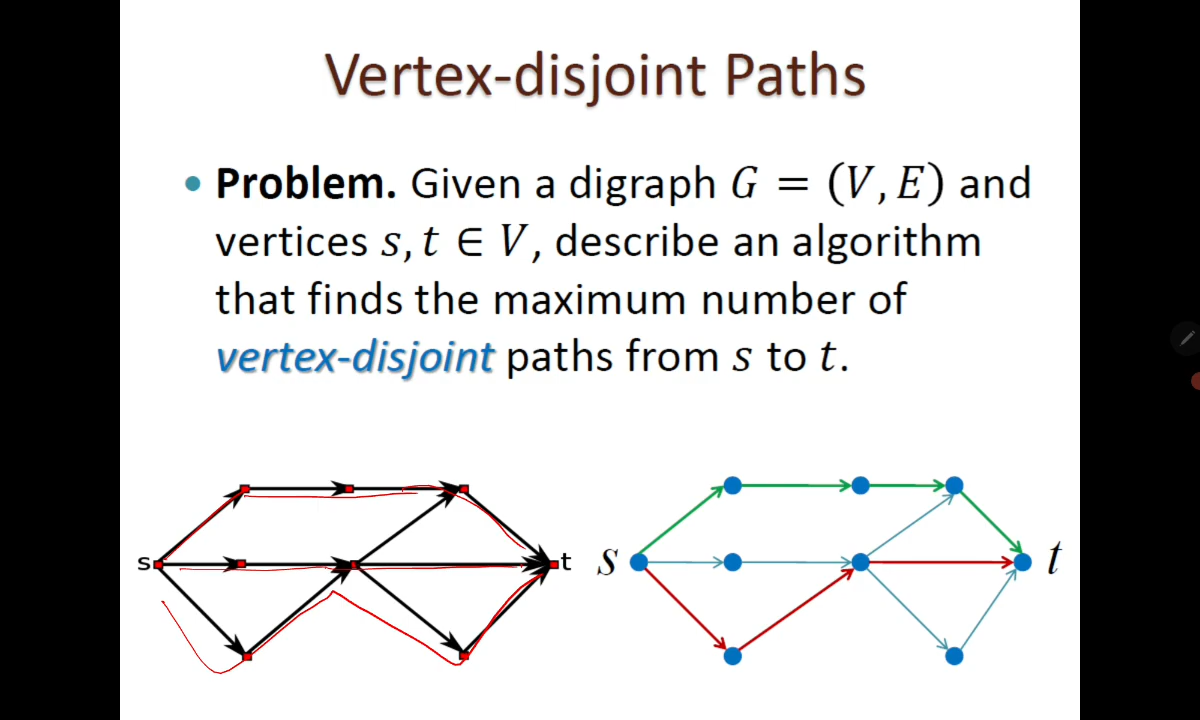 Vertex-disjoint Paths
• Problem. Given a digraph G = (V, E) and
vertices s, t ∈ V, describe an algorithm
that finds the maximum number of
vertex-disjoint paths from s to t.
s t s t